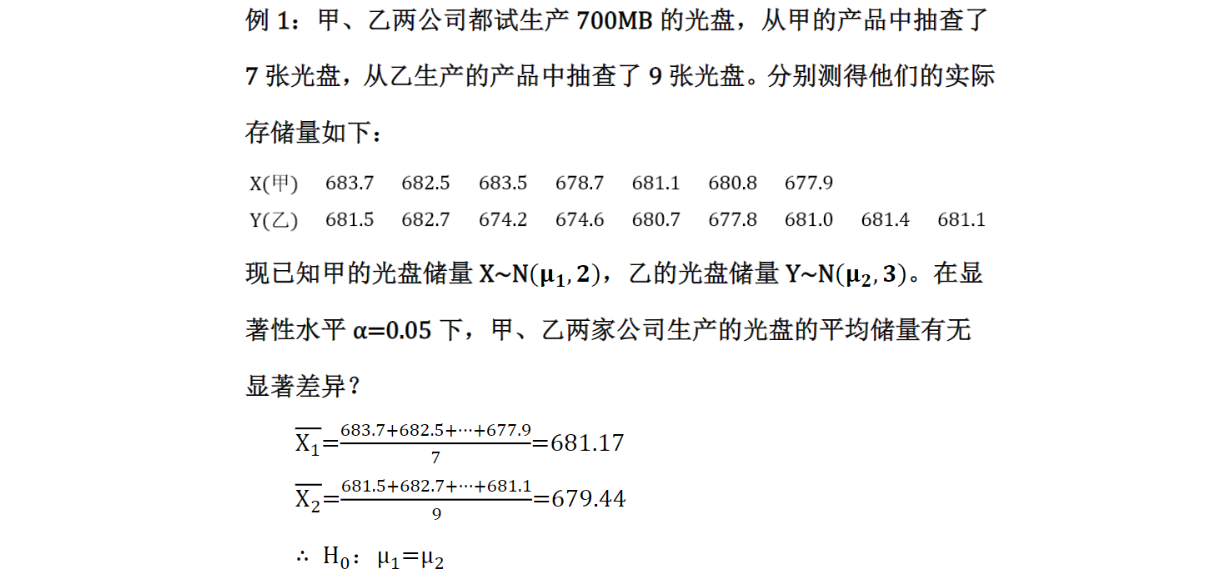 例 1：甲、乙两公司都试生产 700MB 的光盘，从甲的产品中抽查了
7 张光盘，从乙生产的产品中抽查了 9 张光盘。分别测得他们的实际
存储量如下：
X(甲) 683.7 682.5 683.5 678.7 681.1 680.8 677.9
Y(乙) 681.5 682.7 674.2 674.6 680.7 677.8 681.0 681.4 681.1
现已知甲的光盘储量 X~N(μ₁, 2)，乙的光盘储量 Y~N(μ₂, 3)。在显
著性水平 α=0.05 下，甲、乙两家公司生产的光盘的平均储量有无
显著差异？
X̅₁=(683.7+682.5+⋯+677.9)/7=681.17
X̅₂=(681.5+682.7+⋯+681.1)/9=679.44
∴ H₀：μ₁=μ₂